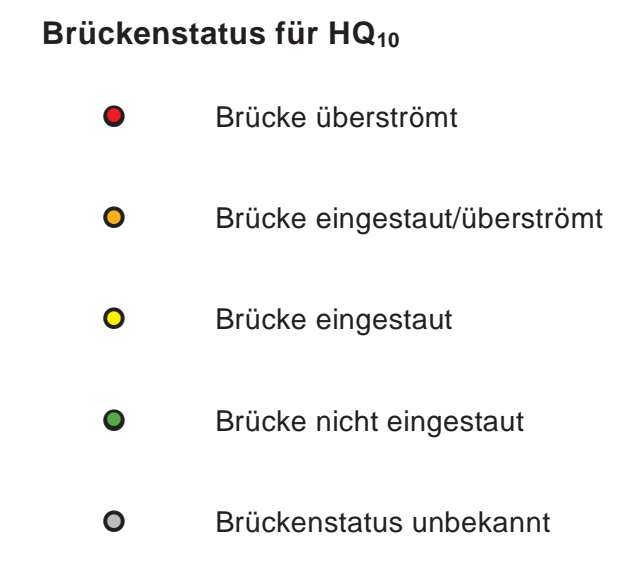 Brückenstatus für HQ₁₀
Brücke überströmt
Brücke eingestaut/überströmt
Brücke eingestaut
Brücke nicht eingestaut
Brückenstatus unbekannt